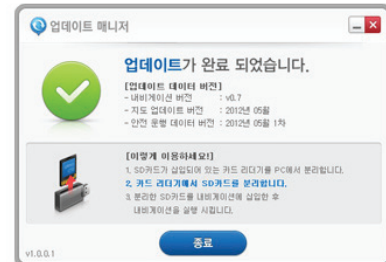 업데이트 매니저
업데이트가 완료 되었습니다.
[업데이트 데이터 버전]
- 내비게이션 버전 : v0.7
- 지도 업데이트 버전 : 2012년 05월
- 안전 운행 데이터 버전 : 2012년 05월 1차
[이렇게 이용하세요!]
1. SD카드가 삽입되어 있는 카드 리더기를 PC에서 분리합니다.
2. 카드 리더기에서 SD카드를 분리합니다.
3. 분리한 SD카드를 내비게이션에 삽입한 후
내비게이션을 실행 시킵니다.
종료
v1.0.0.1